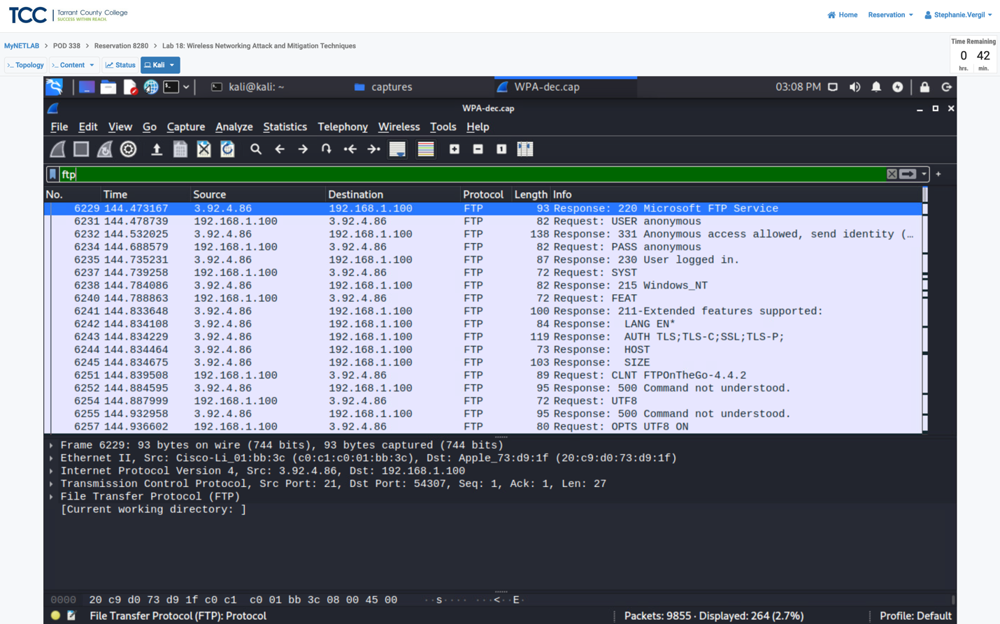 TCC | Tarrant County College
SUCCESS WITHIN REACH.
Home Reservation Stephanie.Vergil
MyNETLAB > POD 338 > Reservation 8280 > Lab 18: Wireless Networking Attack and Mitigation Techniques
Time Remaining
0 42
hrs. min.
>_ Topology >_ Content Status Kali
kali@kali: ~ captures WPA-dec.cap 03:08 PM
WPA-dec.cap
File Edit View Go Capture Analyze Statistics Telephony Wireless Tools Help
ftp
No. Time Source Destination Protocol Length Info
6229 144.473167 3.92.4.86 192.168.1.100 FTP 93 Response: 220 Microsoft FTP Service
6231 144.478739 192.168.1.100 3.92.4.86 FTP 82 Request: USER anonymous
6232 144.532025 3.92.4.86 192.168.1.100 FTP 138 Response: 331 Anonymous access allowed, send identity (…
6234 144.688579 192.168.1.100 3.92.4.86 FTP 82 Request: PASS anonymous
6235 144.735231 3.92.4.86 192.168.1.100 FTP 87 Response: 230 User logged in.
6237 144.739258 192.168.1.100 3.92.4.86 FTP 72 Request: SYST
6238 144.784086 3.92.4.86 192.168.1.100 FTP 82 Response: 215 Windows_NT
6240 144.788863 192.168.1.100 3.92.4.86 FTP 72 Request: FEAT
6241 144.833648 3.92.4.86 192.168.1.100 FTP 100 Response: 211-Extended features supported:
6242 144.834108 3.92.4.86 192.168.1.100 FTP 84 Response: LANG EN*
6243 144.834229 3.92.4.86 192.168.1.100 FTP 119 Response: AUTH TLS;TLS-C;SSL;TLS-P;
6244 144.834464 3.92.4.86 192.168.1.100 FTP 73 Response: HOST
6245 144.834675 3.92.4.86 192.168.1.100 FTP 103 Response: SIZE
6251 144.839508 192.168.1.100 3.92.4.86 FTP 89 Request: CLNT FTPOnTheGo-4.4.2
6252 144.884595 3.92.4.86 192.168.1.100 FTP 95 Response: 500 Command not understood.
6254 144.887999 192.168.1.100 3.92.4.86 FTP 72 Request: UTF8
6255 144.932958 3.92.4.86 192.168.1.100 FTP 95 Response: 500 Command not understood.
6257 144.936602 192.168.1.100 3.92.4.86 FTP 80 Request: OPTS UTF8 ON
Frame 6229: 93 bytes on wire (744 bits), 93 bytes captured (744 bits)
Ethernet II, Src: Cisco-Li_01:bb:3c (c0:c1:c0:01:bb:3c), Dst: Apple_73:d9:1f (20:c9:d0:73:d9:1f)
Internet Protocol Version 4, Src: 3.92.4.86, Dst: 192.168.1.100
Transmission Control Protocol, Src Port: 21, Dst Port: 54307, Seq: 1, Ack: 1, Len: 27
File Transfer Protocol (FTP)
[Current working directory: ]
0000 20 c9 d0 73 d9 1f c0 c1 c0 01 bb 3c 08 00 45 00 ··s···· ···<··E·
File Transfer Protocol (FTP): Protocol Packets: 9855 · Displayed: 264 (2.7%) Profile: Default